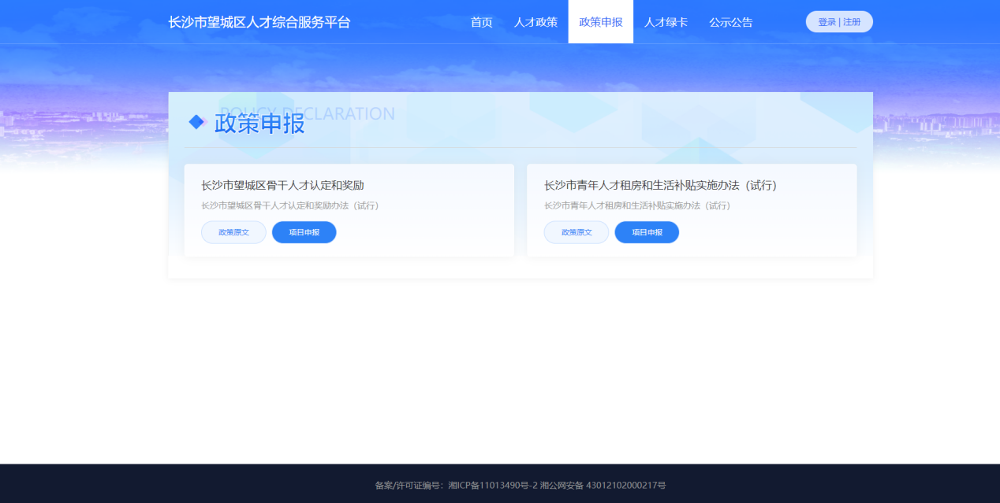 长沙市望城区人才综合服务平台 首页 人才政策 政策申报 人才绿卡 公示公告 登录 | 注册
POLICY DECLARATION
政策申报
长沙市望城区骨干人才认定和奖励
长沙市望城区骨干人才认定和奖励办法（试行）
政策原文 项目申报
长沙市青年人才租房和生活补贴实施办法（试行）
长沙市青年人才租房和生活补贴实施办法（试行）
政策原文 项目申报
备案/许可证编号：湘ICP备11013490号-2 湘公网安备 43012102000217号